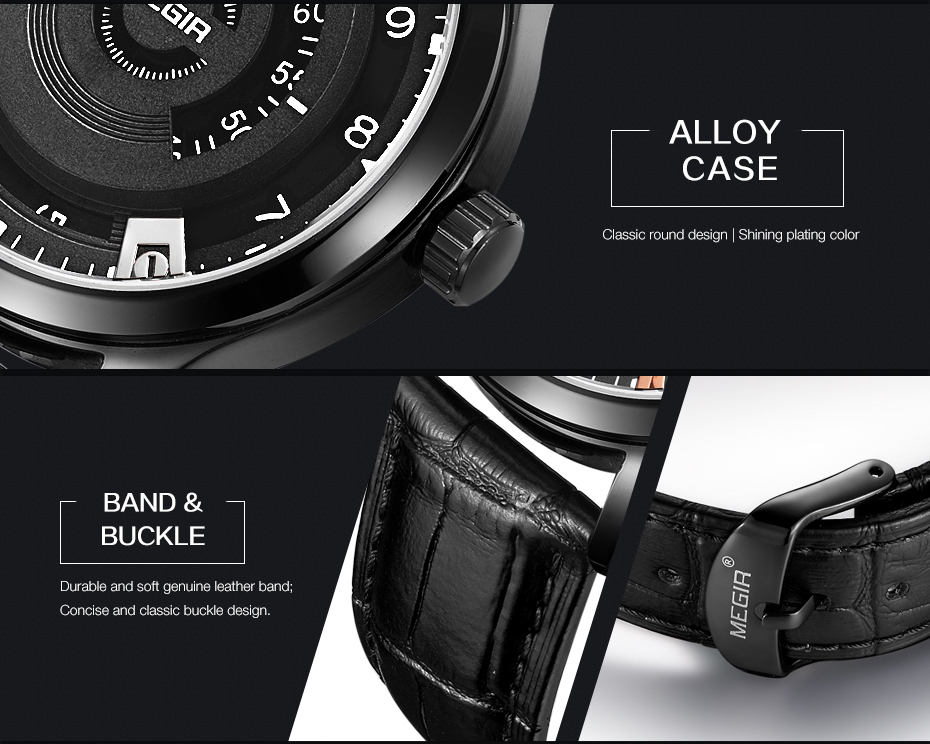 MEGIR
60
55
50
9
8
7
5
ALLOY
CASE
Classic round design | Shining plating color
BAND &
BUCKLE
Durable and soft genuine leather band;
Concise and classic buckle design.
MEGIR®